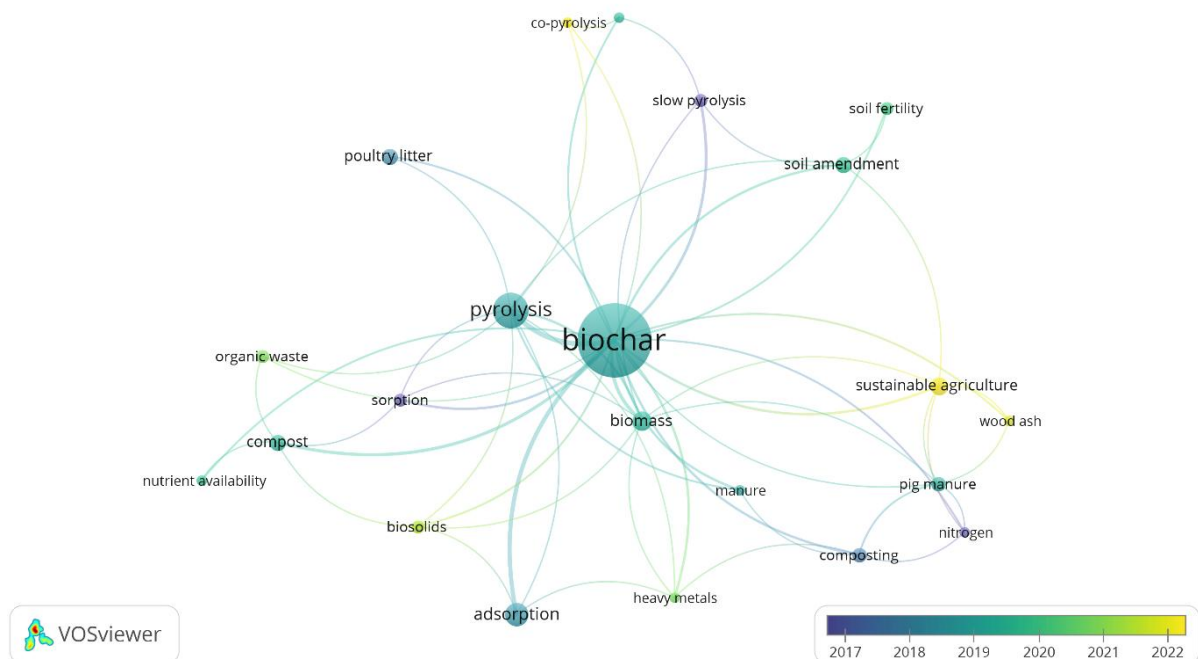 co-pyrolysis
slow pyrolysis
soil fertility
poultry litter
soil amendment
pyrolysis
biochar
organic waste
sustainable agriculture
sorption
biomass
wood ash
compost
nutrient availability
pig manure
manure
biosolids
nitrogen
composting
heavy metals
adsorption
VOSviewer
2017 2018 2019 2020 2021 2022